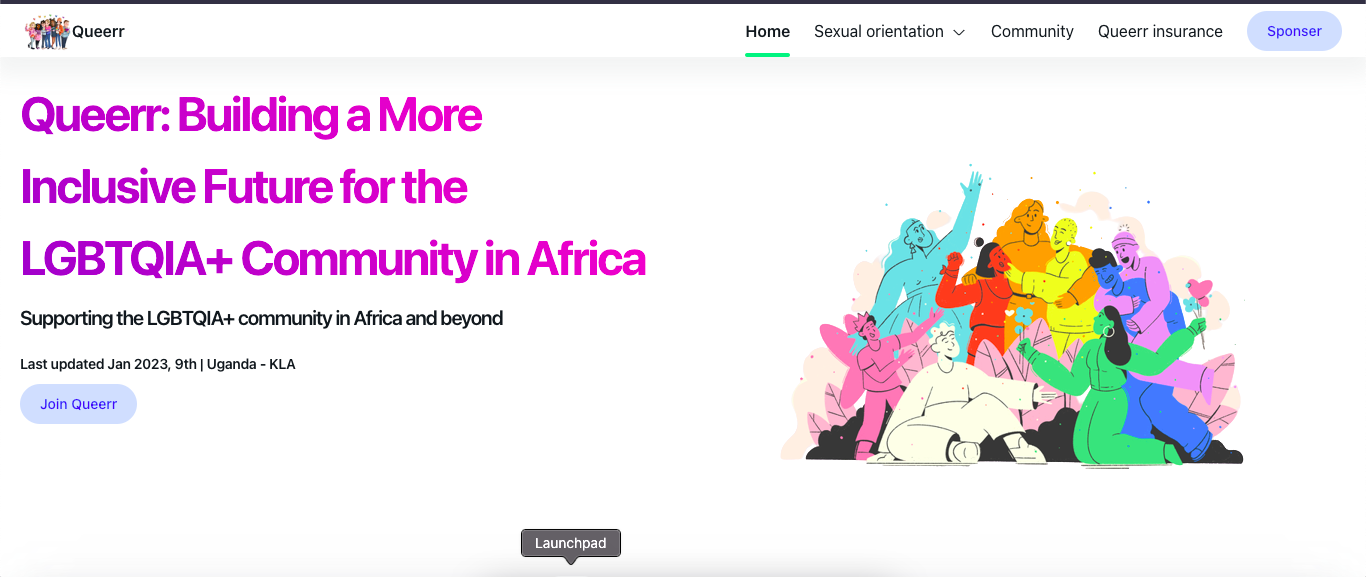 Queerr
Home Sexual orientation Community Queerr insurance Sponser
Queerr: Building a More
Inclusive Future for the
LGBTQIA+ Community in Africa
Supporting the LGBTQIA+ community in Africa and beyond
Last updated Jan 2023, 9th | Uganda - KLA
Join Queerr
Launchpad